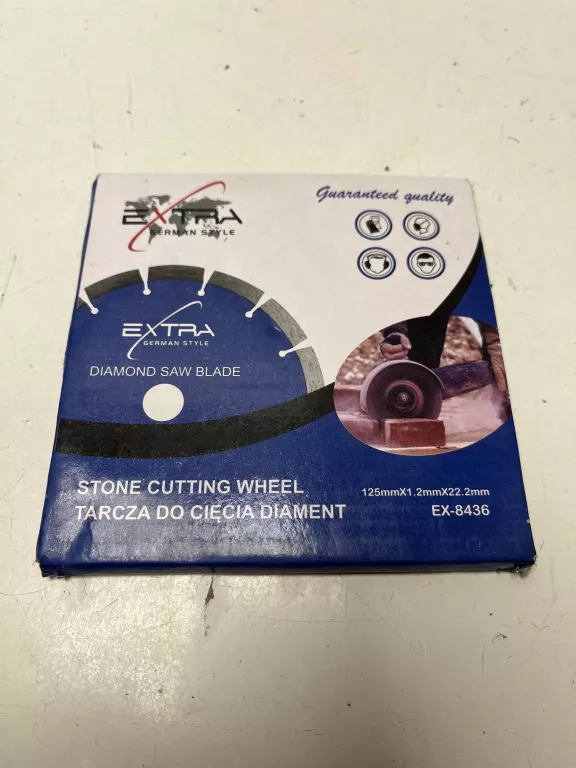 EXTRA
GERMAN STYLE
Guaranteed quality
EXTRA
GERMAN STYLE
DIAMOND SAW BLADE
STONE CUTTING WHEEL
125mmX1.2mmX22.2mm
TARCZA DO CIĘCIA DIAMENT
EX-8436